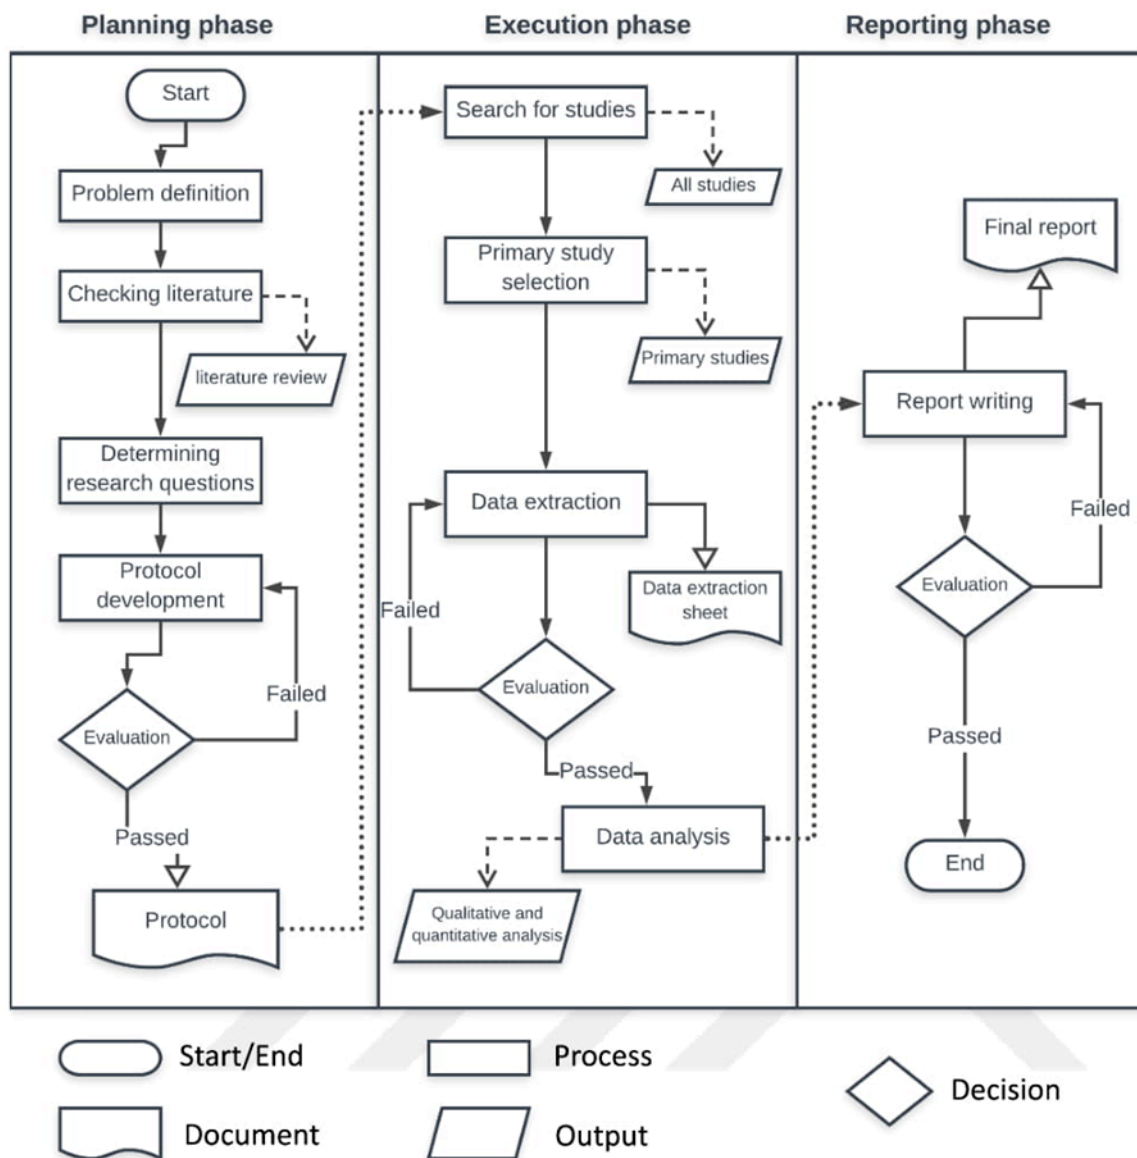 Planning phase
Execution phase
Reporting phase
Start
Problem definition
Checking literature
literature review
Determining
research questions
Protocol
development
Failed
Evaluation
Passed
Protocol
Search for studies
All studies
Primary study
selection
Primary studies
Data extraction
Data extraction
sheet
Failed
Evaluation
Passed
Data analysis
Qualitative and
quantitative analysis
Final report
Report writing
Failed
Evaluation
Passed
End
Start/End
Process
Decision
Document
Output